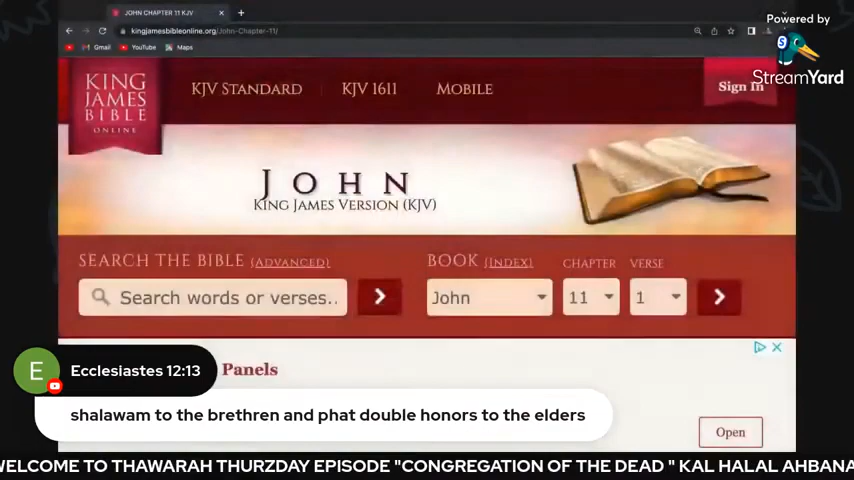 JOHN CHAPTER 11 KJV
Powered by
kingjamesbibleonline.org/John-Chapter-11/
Gmail
YouTube
Maps
StreamYard
KING
JAMES
BIBLE
ONLINE
KJV STANDARD
KJV 1611
MOBILE
Sign In
JOHN
KING JAMES VERSION (KJV)
SEARCH THE BIBLE (ADVANCED)
BOOK (INDEX)
CHAPTER
VERSE
Search words or verses..
John
11
1
E
Ecclesiastes 12:13
Panels
shalawam to the brethren and phat double honors to the elders
Open
WELCOME TO THAWARAH THURZDAY EPISODE "CONGREGATION OF THE DEAD " KAL HALAL AHBANA